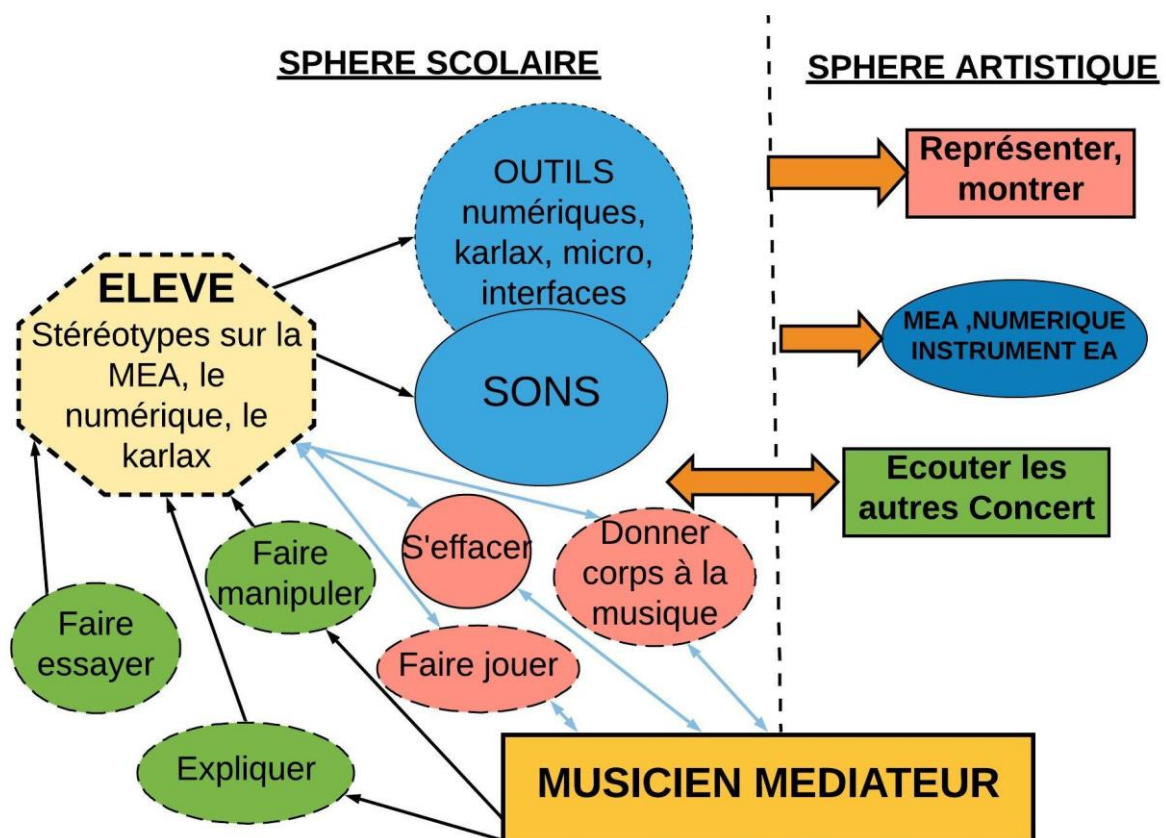 SPHERE SCOLAIRE
SPHERE ARTISTIQUE
OUTILS
numériques,
karlax, micro,
interfaces
SONS
ELEVE
Stéréotypes sur la
MEA, le
numérique, le
karlax
Représenter,
montrer
MEA ,NUMERIQUE
INSTRUMENT EA
Ecouter les
autres Concert
S'effacer
Donner
corps à la
musique
Faire
manipuler
Faire
essayer
Faire jouer
Expliquer
MUSICIEN MEDIATEUR